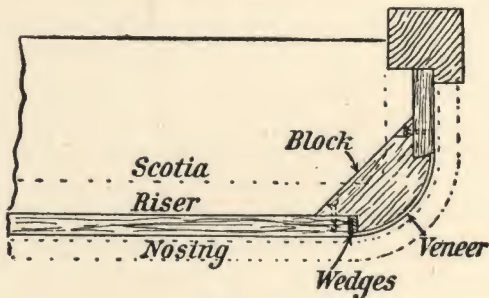 Block
Scotia
Riser
Nosing
Veneer
Wedges